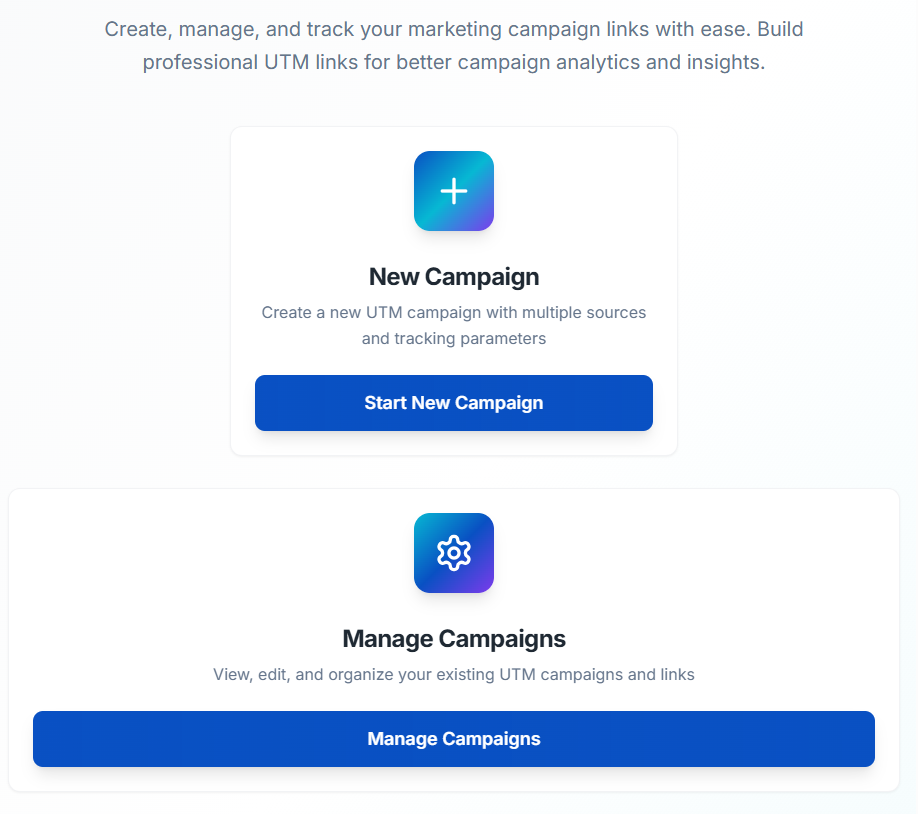 Create, manage, and track your marketing campaign links with ease. Build
professional UTM links for better campaign analytics and insights.
New Campaign
Create a new UTM campaign with multiple sources
and tracking parameters
Start New Campaign
Manage Campaigns
View, edit, and organize your existing UTM campaigns and links
Manage Campaigns